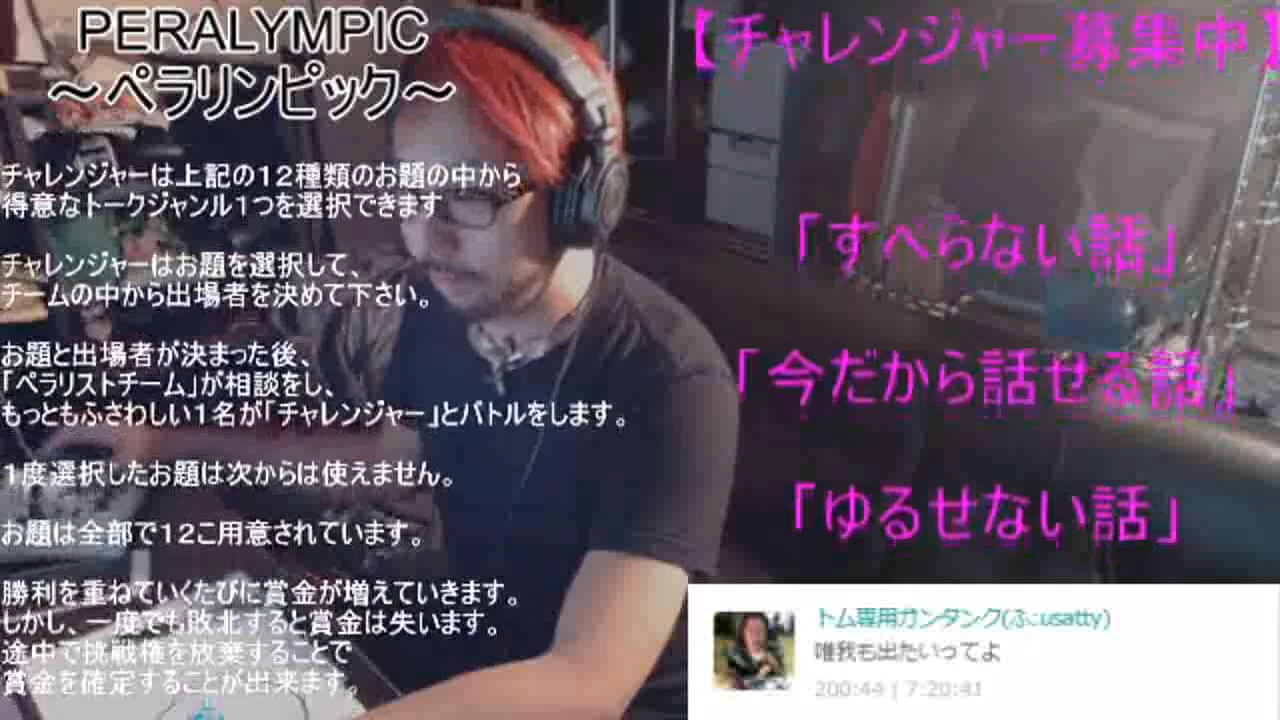 PERALYMPIC
～ペラリンピック～
【チャレンジャー募集中】
チャレンジャーは上記の１２種類のお題の中から
得意なトークジャンル１つを選択できます
チャレンジャーはお題を選択して、
チームの中から出場者を決めて下さい。
お題と出場者が決まった後、
「ペラリストチーム」が相談をし、
もっともふさわしい１名が「チャレンジャー」とバトルをします。
１度選択したお題は次からは使えません。
お題は全部で１２こ用意されています。
勝利を重ねていくたびに賞金が増えていきます。
しかし、一度でも敗北すると賞金は失います。
途中で挑戦権を放棄することで
賞金を確定することが出来ます。
「すべらない話」
「今だから話せる話」
「ゆるせない話」
トム専用ガンタンク(ふ:usatty)
唯我も出たいってよ
200:44 | 7:20:41